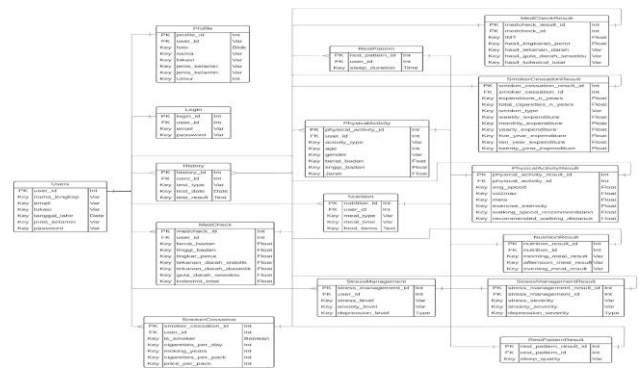 Users
PK user_id Int
Key nama_lengkap Var
Key email Var
Key lokasi Var
Key tanggal_lahir Date
Key jenis_kelamin Var
Key password Var
Profile
PK profile_id Int
FK user_id Var
Key foto Blob
Key nama Var
Key lokasi Var
Key jenis_kelamin Var
Key Umur Int
Login
PK login_id Int
FK user_id Int
Key email Var
Key password Var
History
PK history_id Int
FK user_id Int
Key test_type Var
Key test_date Date
Key test_result Text
MedCheck
PK medcheck_id Int
FK user_id Int
Key berat_badan Float
Key tinggi_badan Float
Key lingkar_perut Float
Key tekanan_darah_sistolik Float
Key tekanan_darah_diastolik Float
Key gula_darah_sewaktu Float
Key kolestrol_total Float
SmokerCessation
PK smoker_cessation_id Int
FK user_id Int
Key is_smoker Boolean
Key cigarettes_per_day Int
Key smoking_years Int
Key cigarettes_per_pack Int
Key price_per_pack Int
RestPattern
PK rest_pattern_id Int
FK user_id Int
Key sleep_duration Time
PhysicalActivity
PK physical_activity_id Int
FK user_id Int
Key activity_type Var
Key age Int
Key gender Var
Key berat_badan Float
Key tinggi_badan Float
Key Jarak Float
Nutrition
PK nutrition_id Int
FK user_id Int
Key meal_type Var
Key meal_time Var
Key food_items Text
StressManagement
PK stress_management_id Int
FK user_id Int
Key stress_level Var
Key anxiety_level Var
Key depression_level Type
MedCheckResult
PK medcheck_result_id Int
FK medcheck_id Int
Key IMT Float
Key hasil_lingkaran_perut Float
Key hasil_tekanan_darah Var
Key hasil_gula_darah_sewaktu Var
Key hasil_kolestrol_total Var
SmokerCessationResult
PK smoker_cessation_result_id Int
FK smoker_cessation_id Int
Key expenditure_n_years Float
Key total_cigarettes_n_years Float
Key smoker_type Var
Key weekly_expenditure Float
Key monthly_expenditure Float
Key yearly_expenditure Float
Key five_year_expenditure Float
Key ten_year_expenditure Float
Key twenty_year_expenditure Float
PhysicalActivityResult
PK physical_activity_result_id Int
FK physical_activity_id Int
Key avg_speed Float
Key vo2max Float
Key mets Float
Key exercise_intensity Float
Key walking_speed_recommendation Float
Key recommended_walking_distance Float
NutritionResult
PK nutrition_result_id Int
FK nutrition_id Int
Key morning_meal_result Var
Key afternoon_meal_result Var
Key evening_meal_result Var
StressManagementResult
PK stress_management_result_id Int
FK stress_management_id Int
Key stress_severity Var
Key anxiety_severity Var
Key depression_severity Type
RestPatternResult
PK rest_pattern_result_id Int
FK rest_pattern_id Int
Key sleep_quality Var